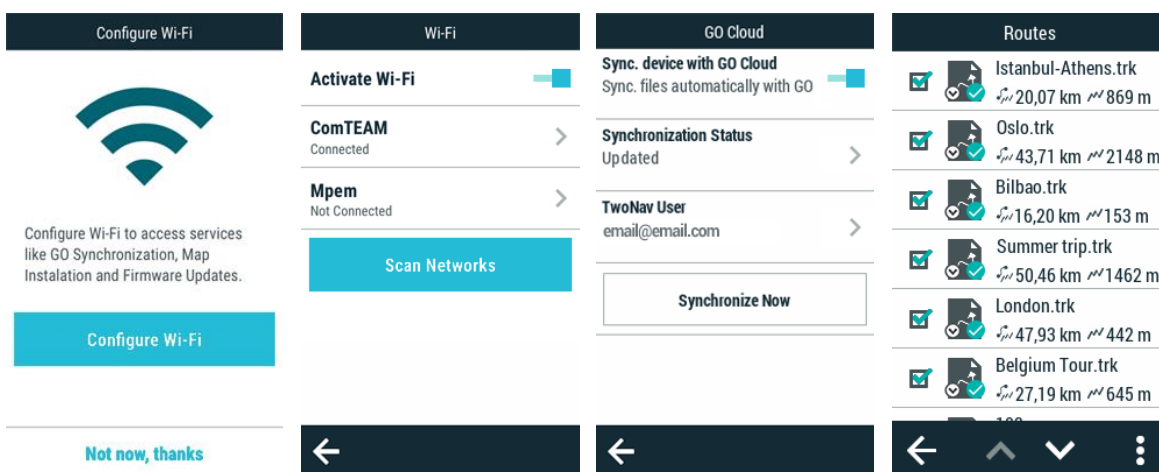 Configure Wi-Fi
Configure Wi-Fi to access services
like GO Synchronization, Map
Instalation and Firmware Updates.
Configure Wi-Fi
Not now, thanks
Wi-Fi
Activate Wi-Fi
ComTEAM
Connected
Mpem
Not Connected
Scan Networks
GO Cloud
Sync. device with GO Cloud
Sync. files automatically with GO
Synchronization Status
Updated
TwoNav User
email@email.com
Synchronize Now
Routes
Istanbul-Athens.trk
20,07 km 869 m
Oslo.trk
43,71 km 2148 m
Bilbao.trk
16,20 km 153 m
Summer trip.trk
50,46 km 1462 m
London.trk
47,93 km 442 m
Belgium Tour.trk
27,19 km 645 m